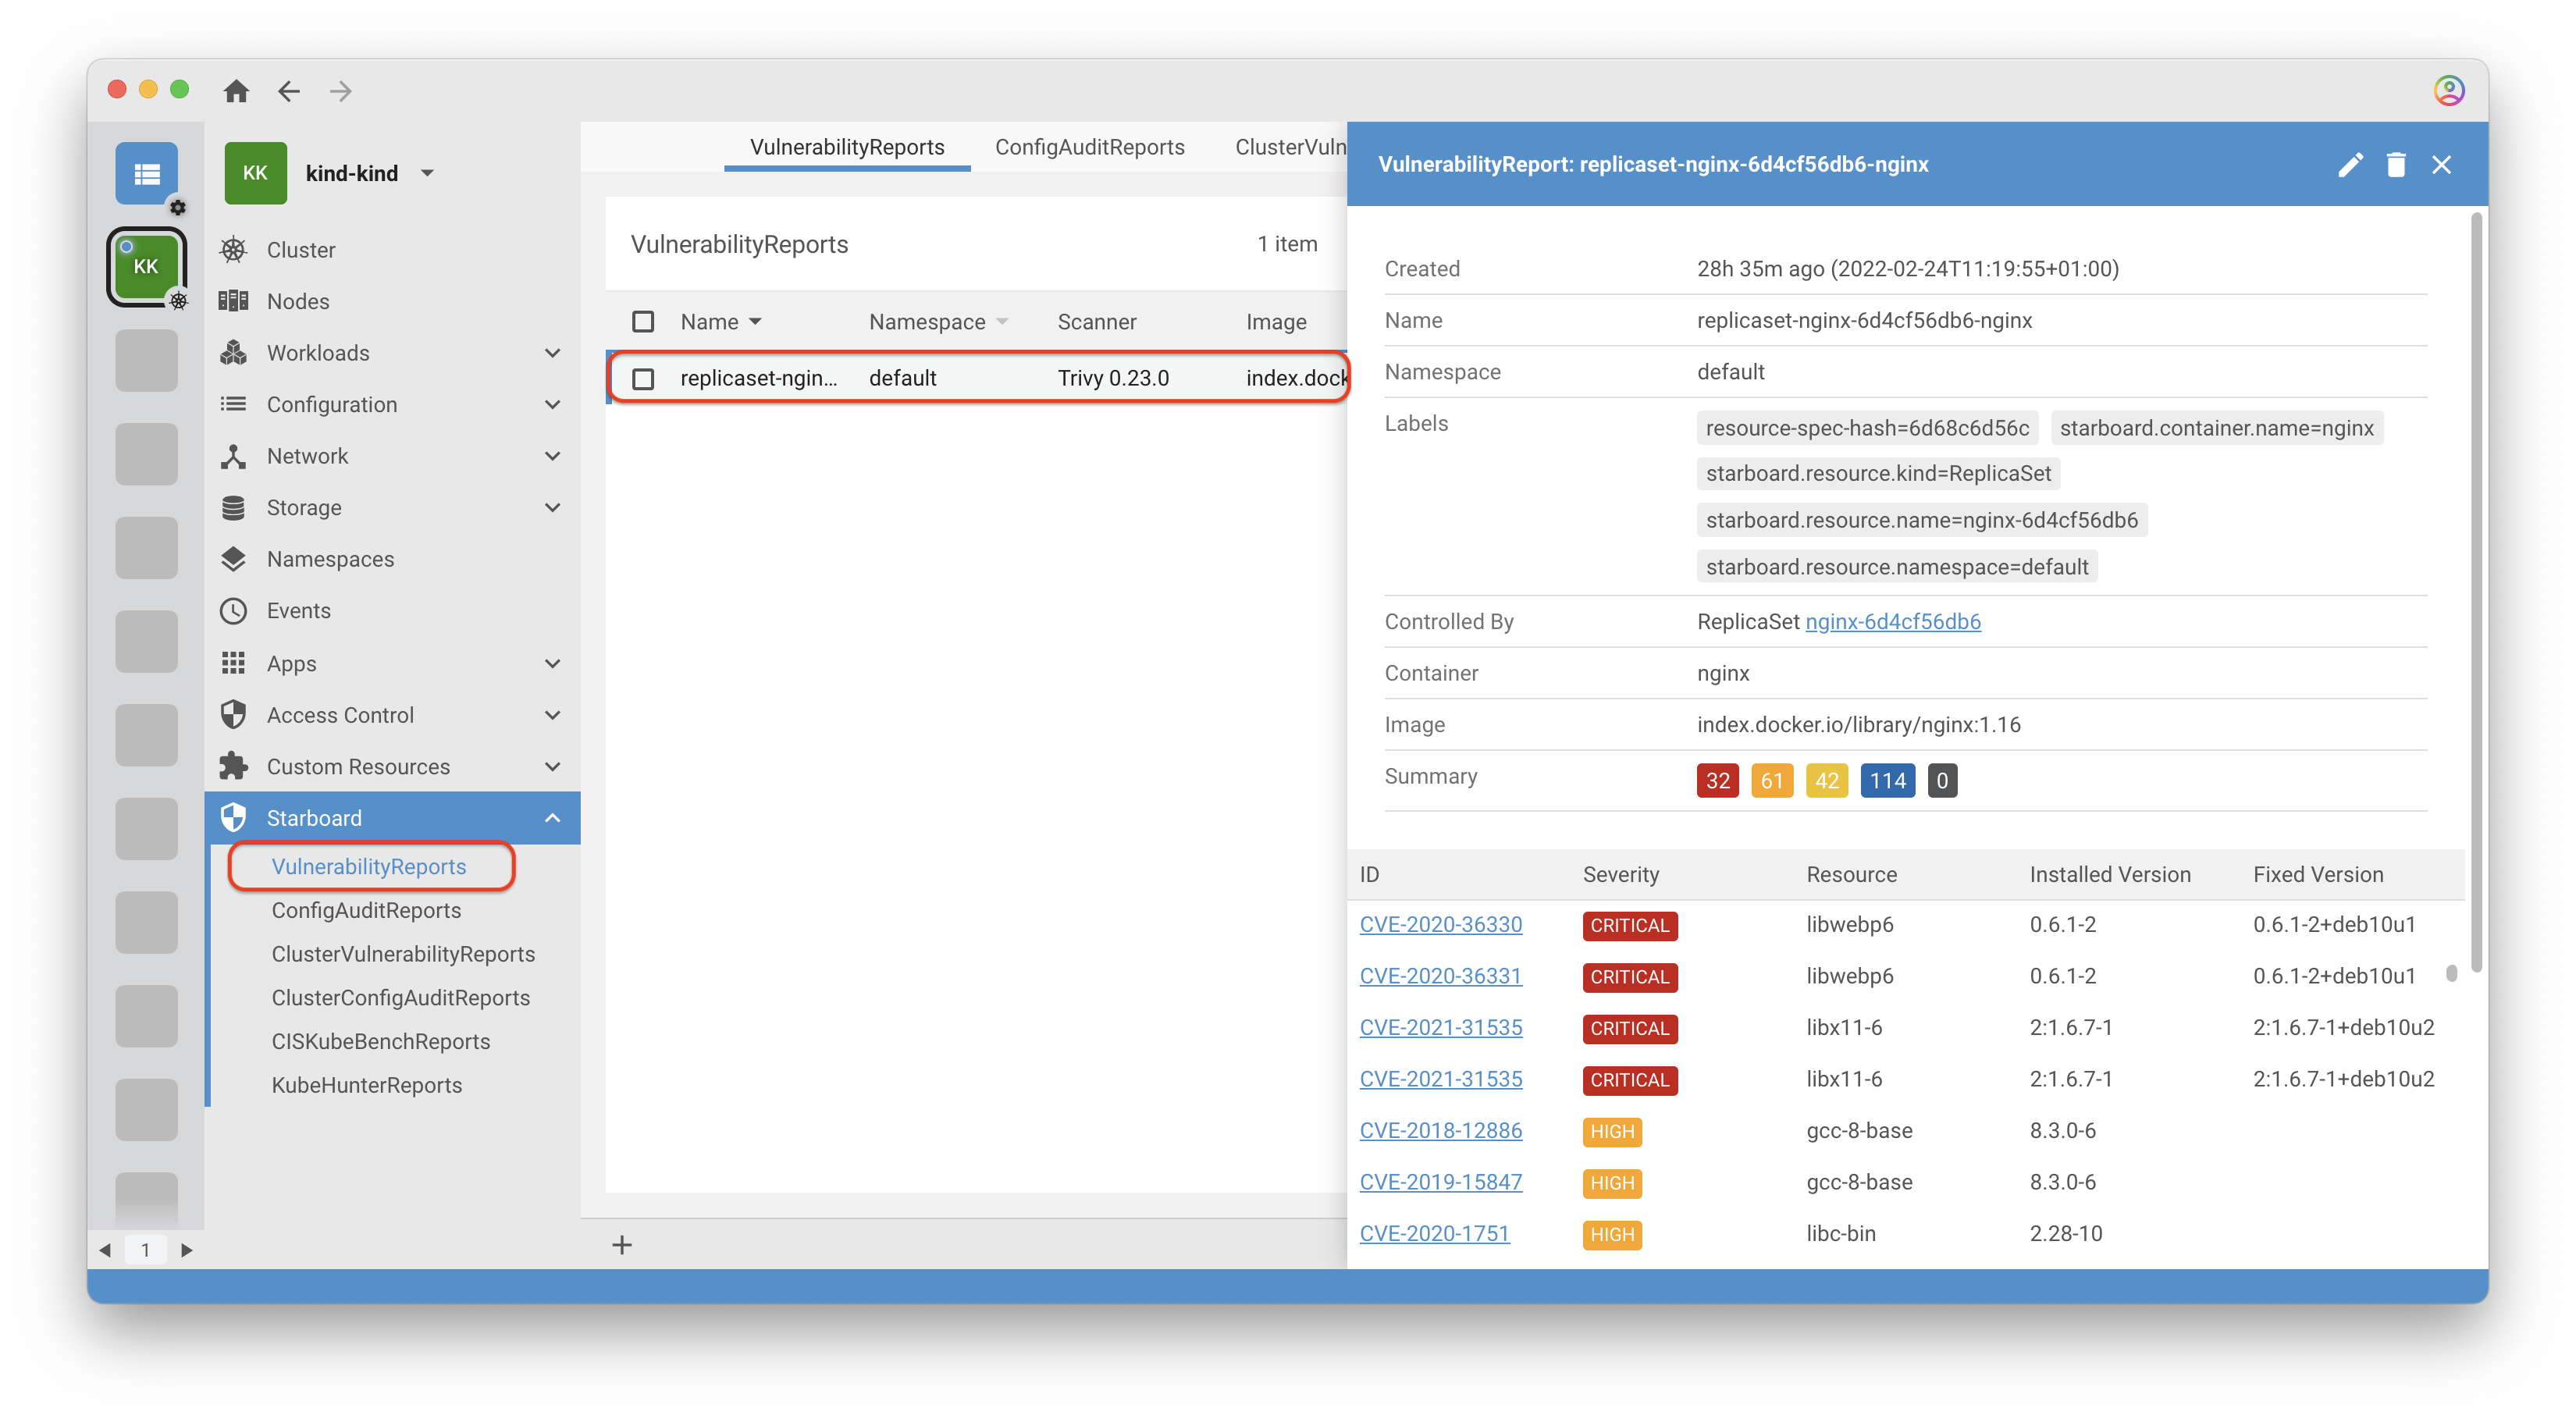 KK
kind-kind
KK
Cluster
Nodes
Workloads
Configuration
Network
Storage
Namespaces
Events
Apps
Access Control
Custom Resources
Starboard
VulnerabilityReports
ConfigAuditReports
ClusterVulnerabilityReports
ClusterConfigAuditReports
CISKubeBenchReports
KubeHunterReports
1
VulnerabilityReports ConfigAuditReports ClusterVuln
VulnerabilityReports 1 item
Name Namespace Scanner Image
replicaset-ngin... default Trivy 0.23.0 index.dock
VulnerabilityReport: replicaset-nginx-6d4cf56db6-nginx
Created 28h 35m ago (2022-02-24T11:19:55+01:00)
Name replicaset-nginx-6d4cf56db6-nginx
Namespace default
Labels resource-spec-hash=6d68c6d56c starboard.container.name=nginx
starboard.resource.kind=ReplicaSet
starboard.resource.name=nginx-6d4cf56db6
starboard.resource.namespace=default
Controlled By ReplicaSet nginx-6d4cf56db6
Container nginx
Image index.docker.io/library/nginx:1.16
Summary 32 61 42 114 0
ID Severity Resource Installed Version Fixed Version
CVE-2020-36330 CRITICAL libwebp6 0.6.1-2 0.6.1-2+deb10u1
CVE-2020-36331 CRITICAL libwebp6 0.6.1-2 0.6.1-2+deb10u1
CVE-2021-31535 CRITICAL libx11-6 2:1.6.7-1 2:1.6.7-1+deb10u2
CVE-2021-31535 CRITICAL libx11-6 2:1.6.7-1 2:1.6.7-1+deb10u2
CVE-2018-12886 HIGH gcc-8-base 8.3.0-6
CVE-2019-15847 HIGH gcc-8-base 8.3.0-6
CVE-2020-1751 HIGH libc-bin 2.28-10